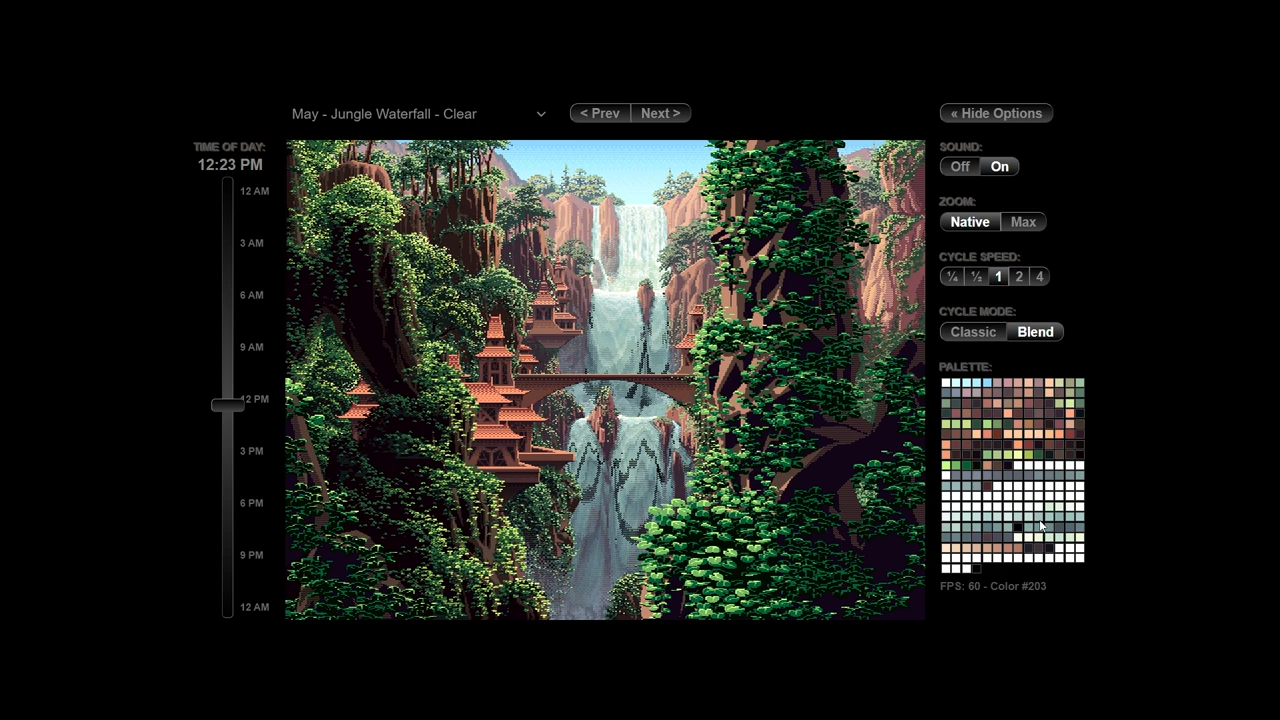 May - Jungle Waterfall - Clear
< Prev
Next >
« Hide Options
TIME OF DAY:
12:23 PM
12 AM
3 AM
6 AM
9 AM
12 PM
3 PM
6 PM
9 PM
12 AM
SOUND:
Off On
ZOOM:
Native Max
CYCLE SPEED:
¼ ½ 1 2 4
CYCLE MODE:
Classic Blend
PALETTE:
FPS: 60 - Color #203